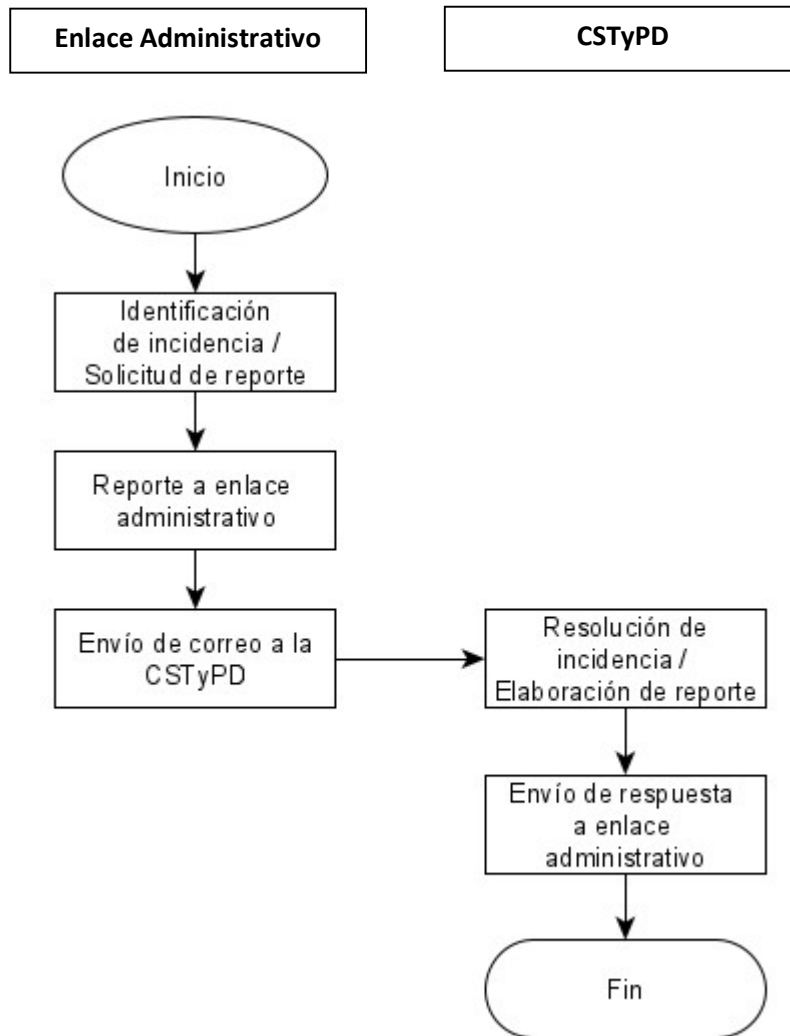 Enlace Administrativo
CSTyPD
Inicio
Identificación
de incidencia /
Solicitud de reporte
Reporte a enlace
administrativo
Envío de correo a la
CSTyPD
Resolución de
incidencia /
Elaboración de reporte
Envío de respuesta
a enlace
administrativo
Fin